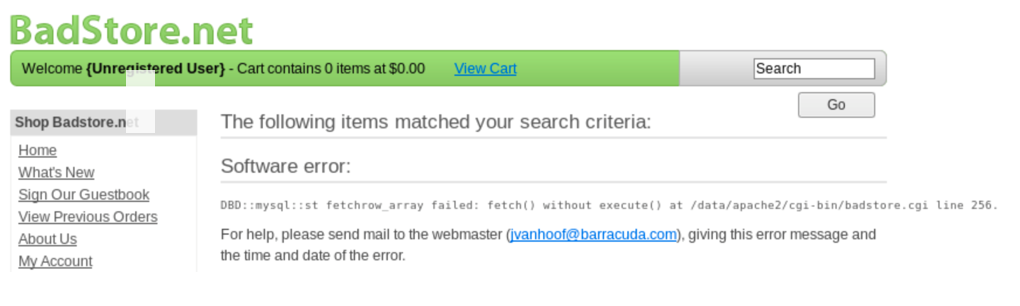 BadStore.net
Welcome {Unregistered User} - Cart contains 0 items at $0.00 View Cart Search
Go
Shop Badstore.net
Home
What's New
Sign Our Guestbook
View Previous Orders
About Us
My Account
The following items matched your search criteria:
Software error:
DBD::mysql::st fetchrow_array failed: fetch() without execute() at /data/apache2/cgi-bin/badstore.cgi line 256.
For help, please send mail to the webmaster (jvanhoof@barracuda.com), giving this error message and
the time and date of the error.